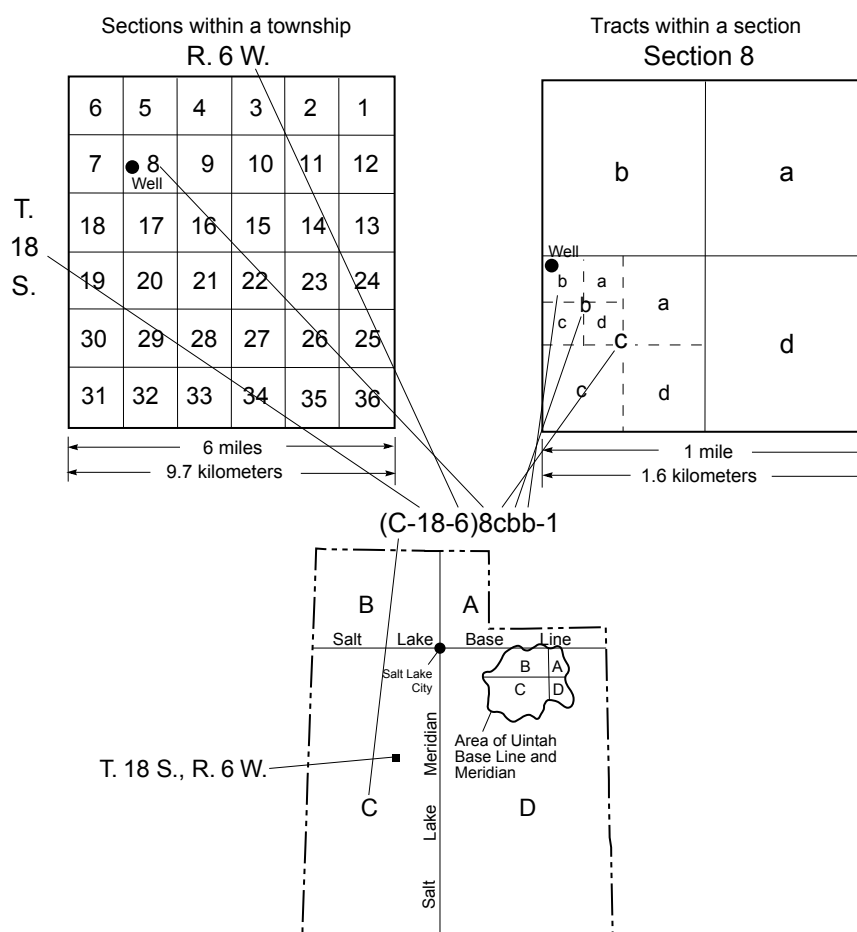 Sections within a township
R. 6 W.
6 5 4 3 2 1
7 8 9 10 11 12
Well
18 17 16 15 14 13
19 20 21 22 23 24
30 29 28 27 26 25
31 32 33 34 35 36
T.
18
S.
6 miles
9.7 kilometers
Tracts within a section
Section 8
b a
Well
b a
b
c d
a
c
d
c d
1 mile
1.6 kilometers
(C-18-6)8cbb-1
B A
Salt Lake Base Line
Salt Lake
City
B A
C D
Area of Uintah
Base Line and
Meridian
T. 18 S., R. 6 W.
C D
Salt Lake Meridian